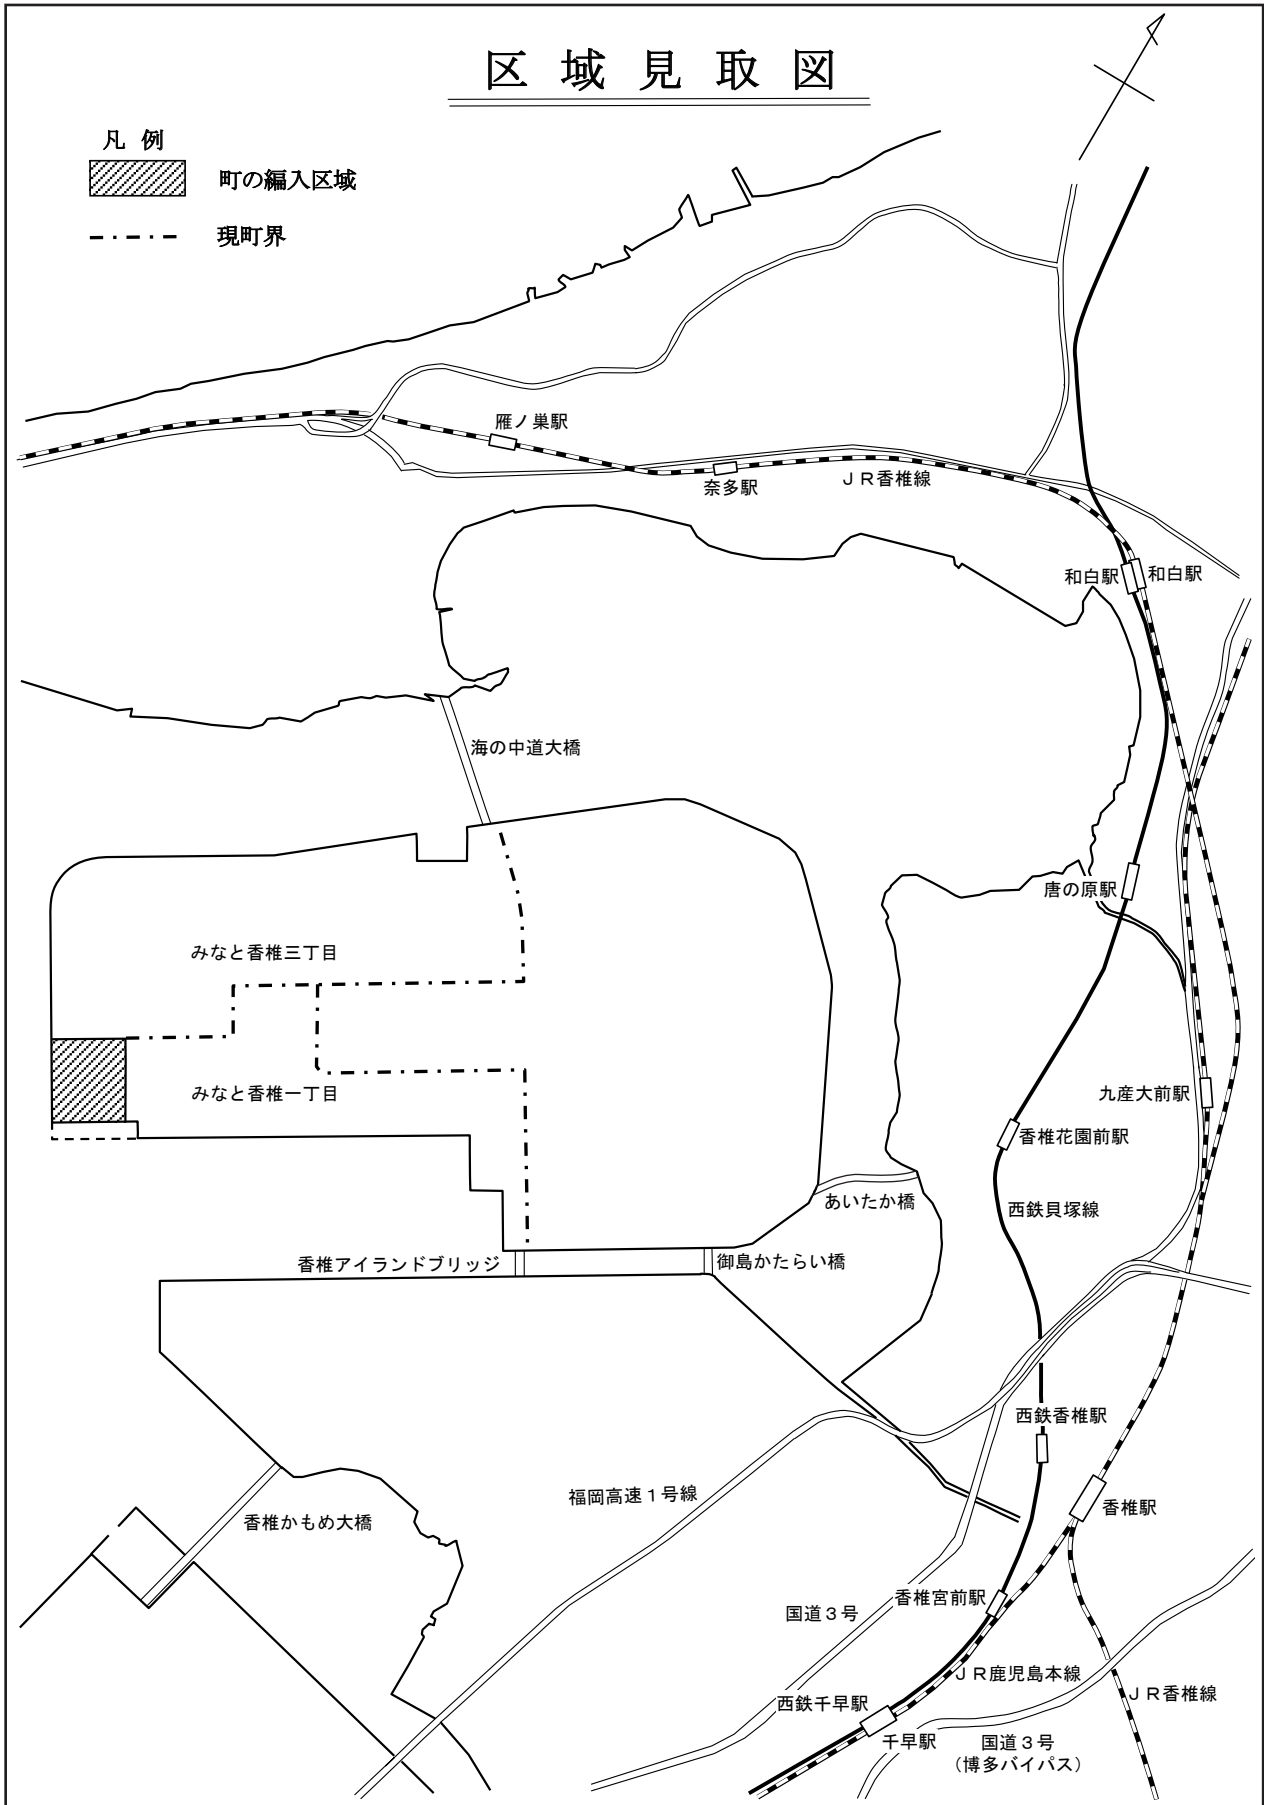 区域見取図
凡例
町の編入区域
現町界
雁ノ巣駅
奈多駅
ＪＲ香椎線
和白駅
和白駅
海の中道大橋
唐の原駅
みなと香椎三丁目
みなと香椎一丁目
九産大前駅
香椎花園前駅
あいたか橋
西鉄貝塚線
香椎アイランドブリッジ
御島かたらい橋
西鉄香椎駅
福岡高速１号線
香椎駅
香椎かもめ大橋
香椎宮前駅
国道３号
ＪＲ鹿児島本線
ＪＲ香椎線
西鉄千早駅
千早駅
国道３号
（博多バイパス）